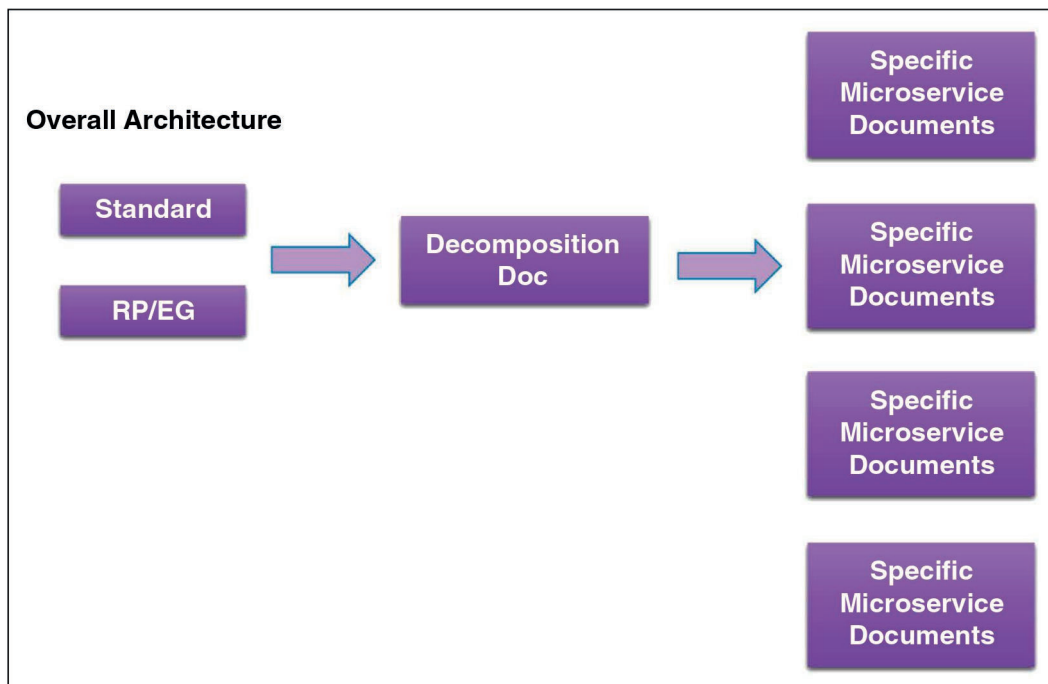 Overall Architecture
Standard
RP/EG
Decomposition
Doc
Specific
Microservice
Documents
Specific
Microservice
Documents
Specific
Microservice
Documents
Specific
Microservice
Documents